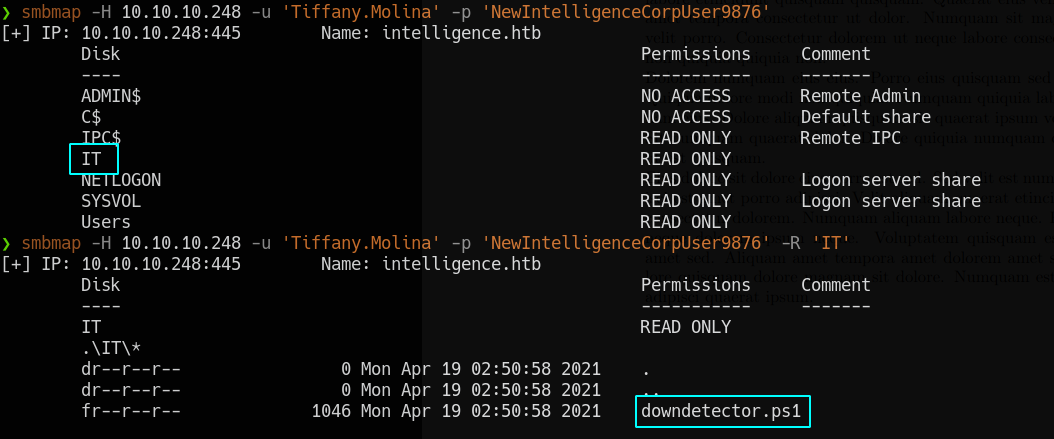 ❯ smbmap -H 10.10.10.248 -u 'Tiffany.Molina' -p 'NewIntelligenceCorpUser9876'
[+] IP: 10.10.10.248:445 Name: intelligence.htb
Disk Permissions Comment
---- ----------- -------
ADMIN$ NO ACCESS Remote Admin
C$ NO ACCESS Default share
IPC$ READ ONLY Remote IPC
IT READ ONLY
NETLOGON READ ONLY Logon server share
SYSVOL READ ONLY Logon server share
Users READ ONLY
❯ smbmap -H 10.10.10.248 -u 'Tiffany.Molina' -p 'NewIntelligenceCorpUser9876' -R 'IT'
[+] IP: 10.10.10.248:445 Name: intelligence.htb
Disk Permissions Comment
---- ----------- -------
IT READ ONLY
.\IT\*
dr--r--r-- 0 Mon Apr 19 02:50:58 2021 .
dr--r--r-- 0 Mon Apr 19 02:50:58 2021 ..
fr--r--r-- 1046 Mon Apr 19 02:50:58 2021 downdetector.ps1